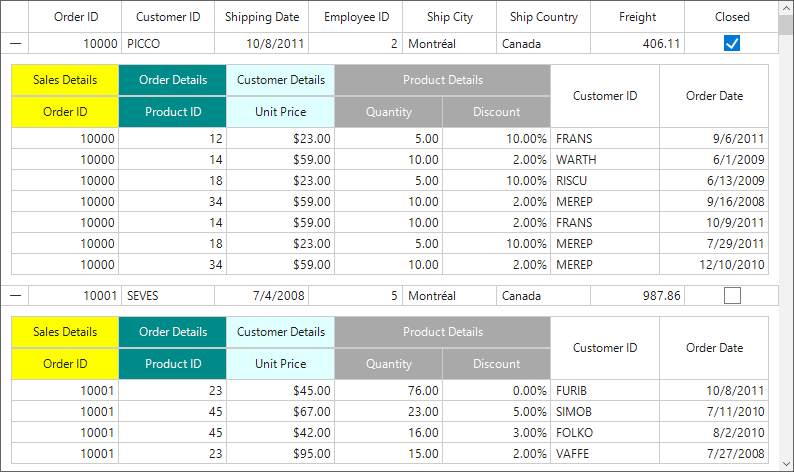 Order ID Customer ID Shipping Date Employee ID Ship City Ship Country Freight Closed
10000 PICCO 10/8/2011 2 Montréal Canada 406.11
Sales Details Order Details Customer Details Product Details Customer ID Order Date
Order ID Product ID Unit Price Quantity Discount
10000 12 $23.00 5.00 10.00% FRANS 9/6/2011
10000 14 $59.00 10.00 2.00% WARTH 6/1/2009
10000 18 $23.00 5.00 10.00% RISCU 6/13/2009
10000 34 $59.00 10.00 2.00% MEREP 9/16/2008
10000 14 $59.00 10.00 2.00% FRANS 10/9/2011
10000 18 $23.00 5.00 10.00% MEREP 7/29/2011
10000 34 $59.00 10.00 2.00% MEREP 12/10/2010
10001 SEVES 7/4/2008 5 Montréal Canada 987.86
Sales Details Order Details Customer Details Product Details Customer ID Order Date
Order ID Product ID Unit Price Quantity Discount
10001 23 $45.00 76.00 0.00% FURIB 10/8/2011
10001 45 $67.00 23.00 5.00% SIMOB 7/11/2010
10001 45 $42.00 16.00 3.00% FOLKO 8/2/2010
10001 23 $95.00 15.00 2.00% VAFFE 7/27/2008